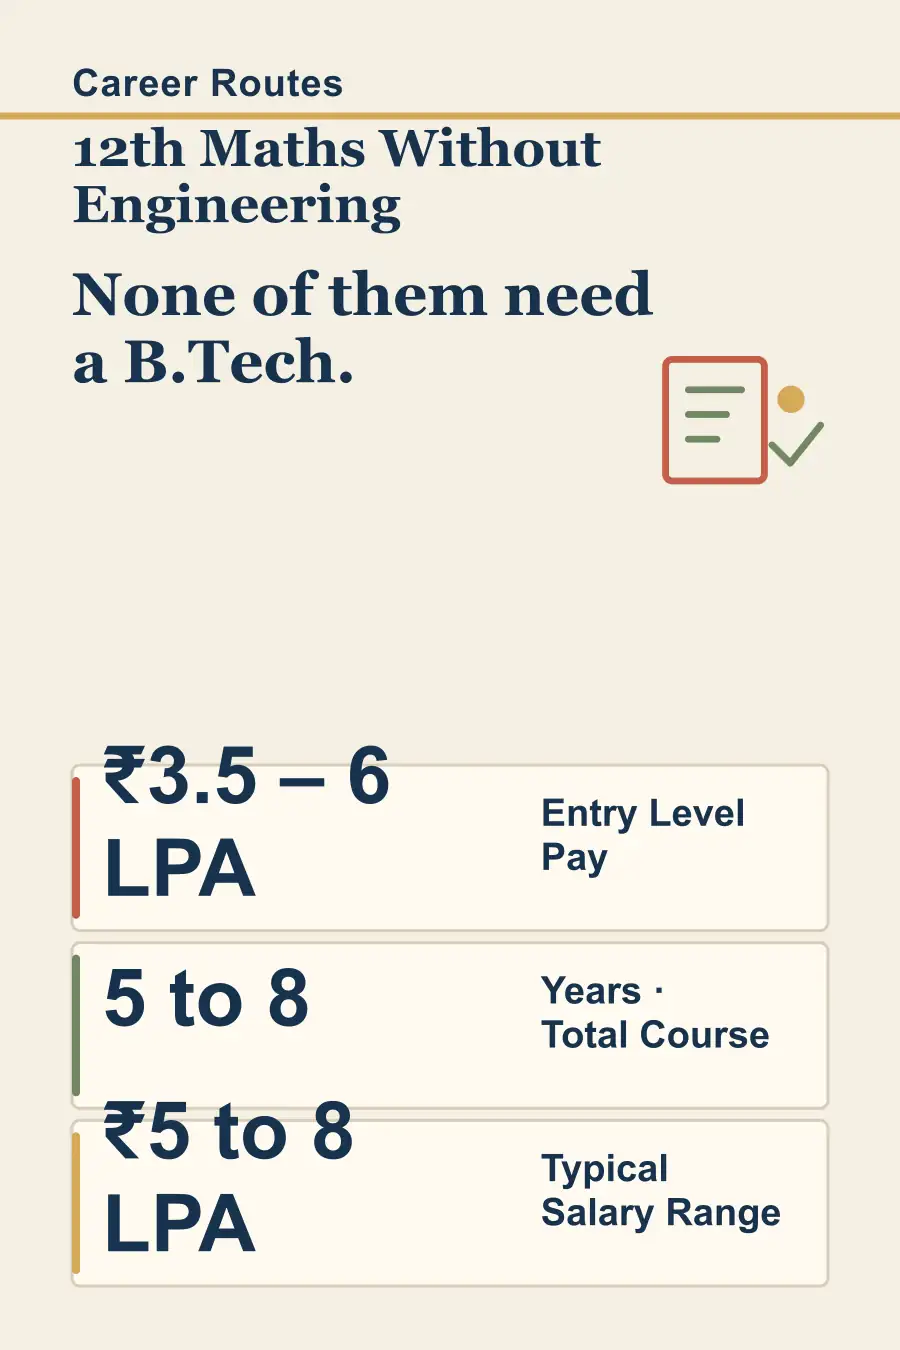 Career Routes
12th Maths Without
Engineering
None of them need
a B.Tech.
₹3.5 – 6
LPA
Entry Level
Pay
5 to 8
Years ·
Total Course
₹5 to 8
LPA
Typical
Salary Range